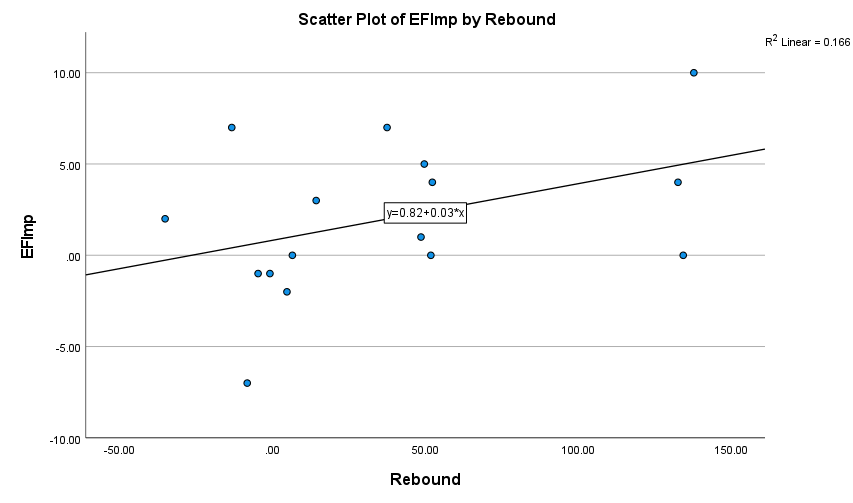 Scatter Plot of EFImp by Rebound
R2 Linear = 0.166
10.00
5.00
.00
-5.00
-10.00
EFImp
y=0.82+0.03*x
-50.00 .00 50.00 100.00 150.00
Rebound